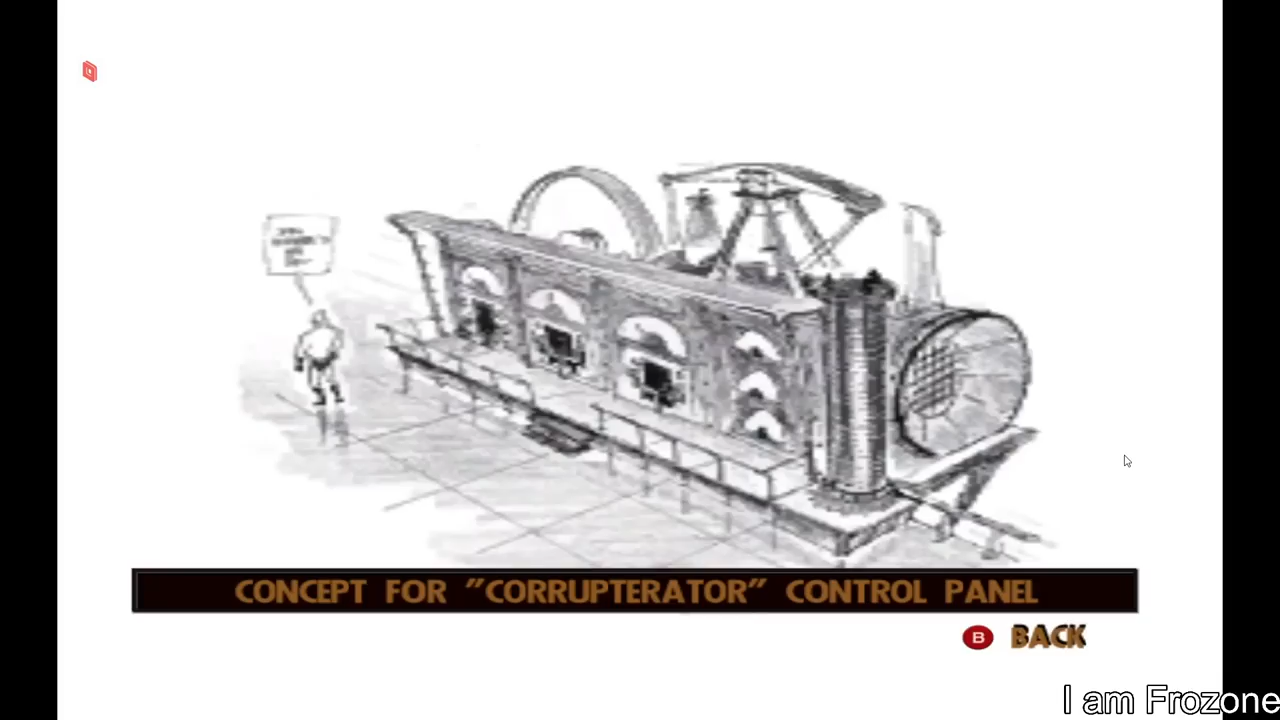 CONCEPT FOR "CORRUPTERATOR" CONTROL PANEL
B BACK
I am Frozone